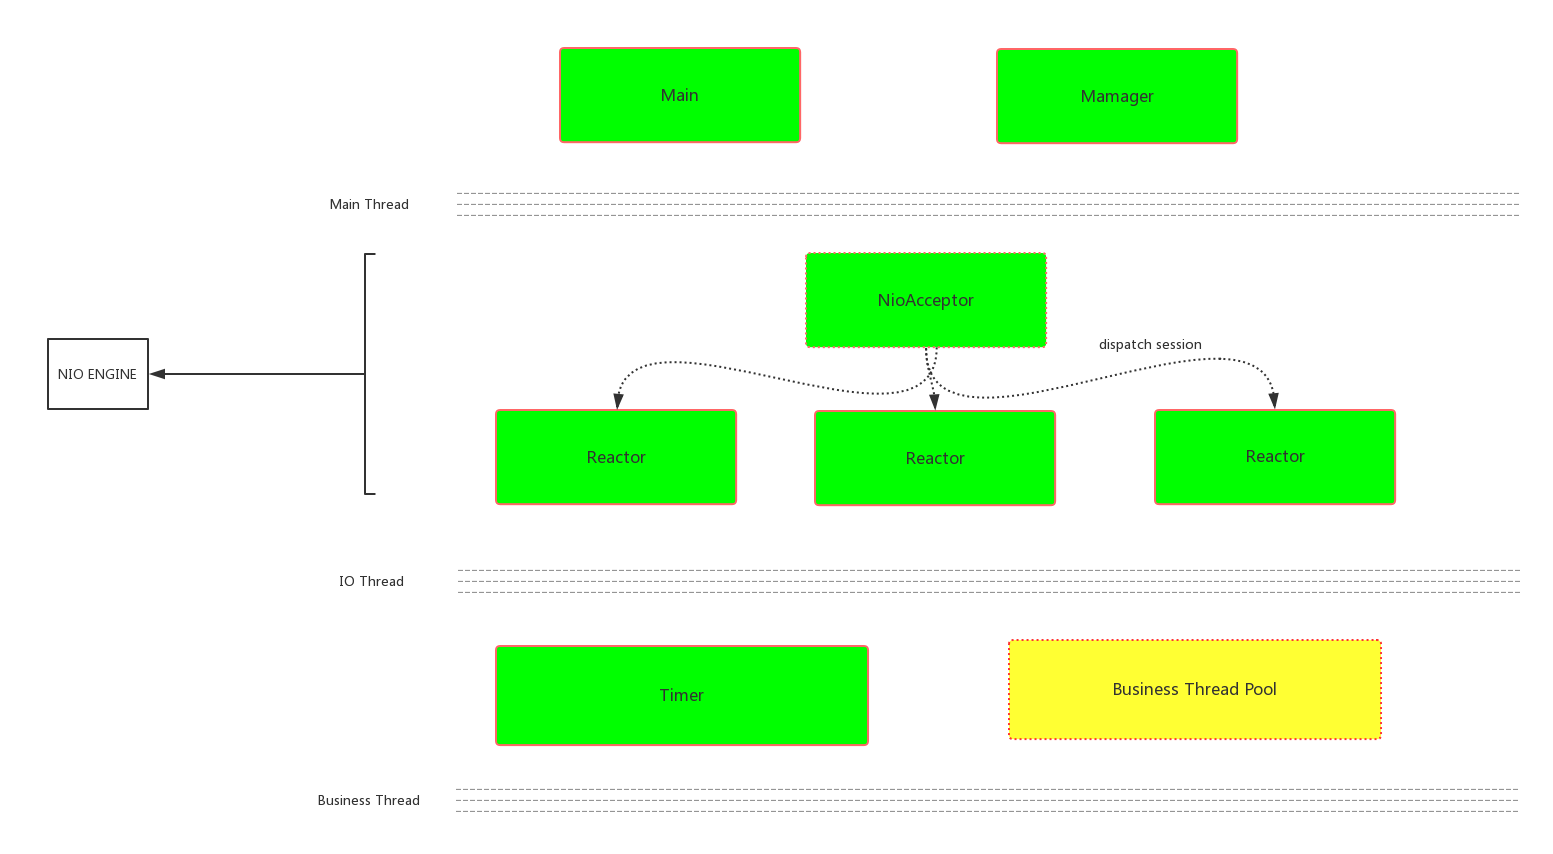 Main
Mamager
Main Thread
NioAcceptor
dispatch session
NIO ENGINE
Reactor
Reactor
Reactor
IO Thread
Timer
Business Thread Pool
Business Thread